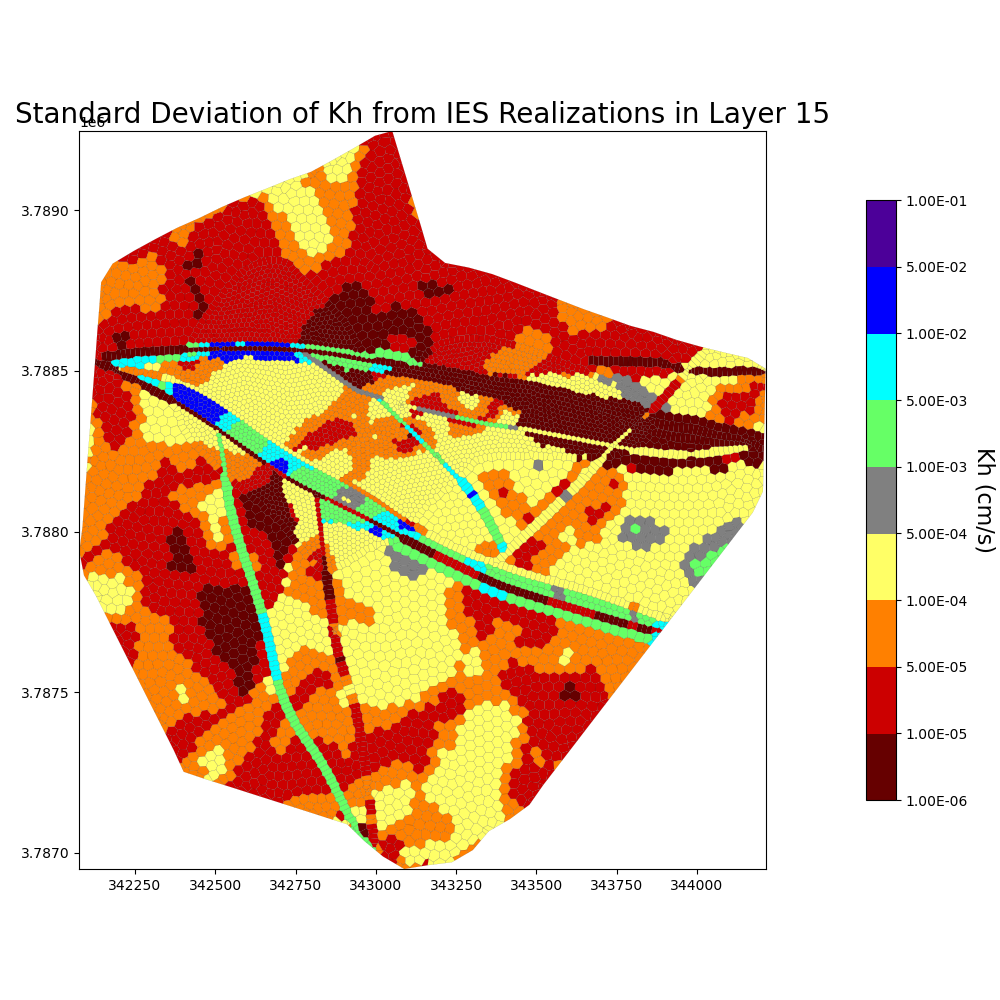 Standard Deviation of Kh from IES Realizations in Layer 15
1e6
3.7890
3.7885
3.7880
3.7875
3.7870
342250 342500 342750 343000 343250 343500 343750 344000
1.00E-01
5.00E-02
1.00E-02
5.00E-03
1.00E-03
5.00E-04
1.00E-04
5.00E-05
1.00E-05
1.00E-06
Kh (cm/s)